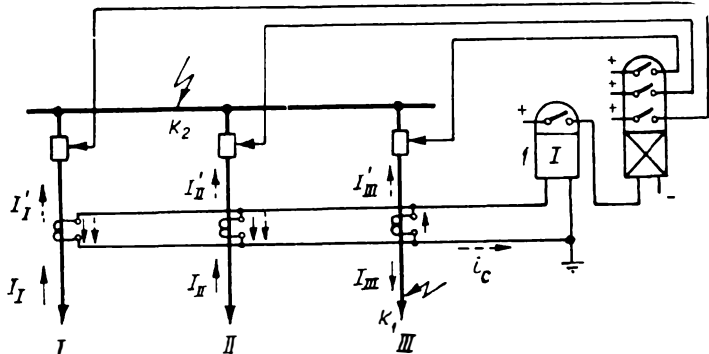 +
+
+
+
-
K₂
1
I
I'_I
I'_II
I'_III
I_I
I_II
I_III
i_c
K₁
I
II
III